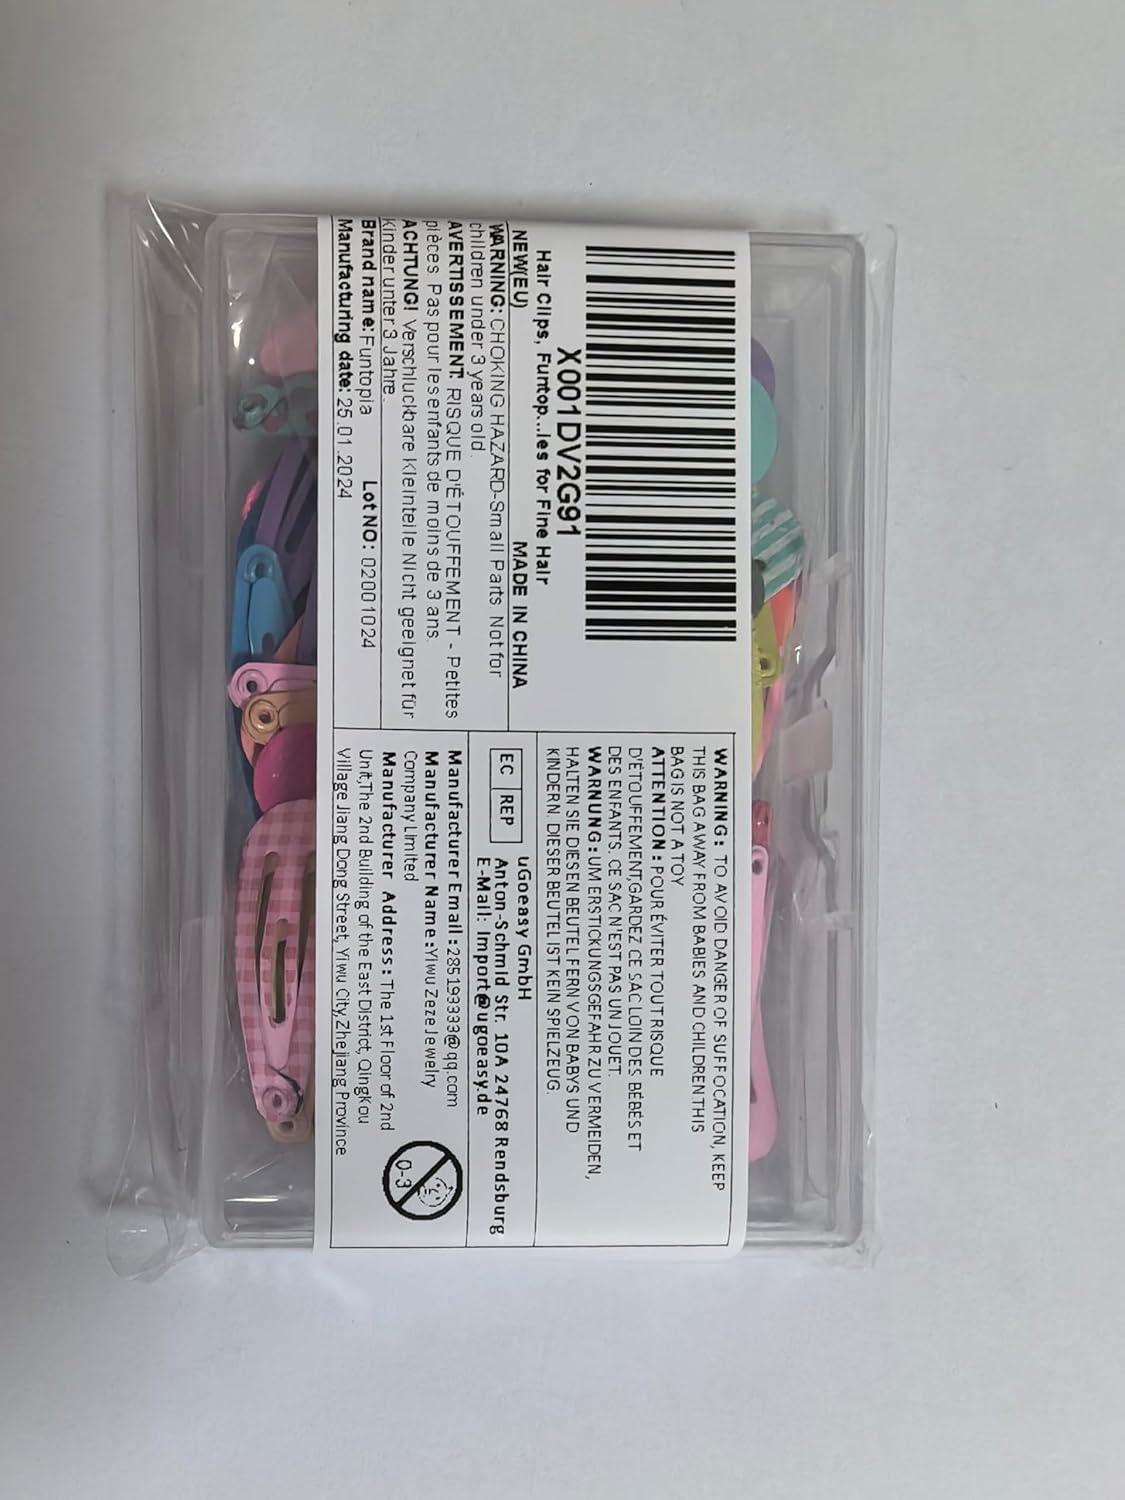 X001DV2G91
Hair Clips, Funtop...les for Fine Hair
NEW(EU) MADE IN CHINA
WARNING: CHOKING HAZARD-Small Parts. Not for
children under 3 years old.
AVERTISSEMENT: RISQUE D'ÉTOUFFEMENT - Petites
pièces. Pas pour les enfants de moins de 3 ans.
ACHTUNG! Verschluckbare Kleinteile Nicht geeignet für
Kinder unter 3 Jahre.
Brand name:Funtopia Lot NO: 02001024
Manufacturing date: 25.01.2024
WARNING: TO AVOID DANGER OF SUFFOCATION, KEEP
THIS BAG AWAY FROM BABIES AND CHILDREN THIS
BAG IS NOT A TOY
ATTENTION: POUR ÉVITER TOUT RISQUE
D'ÉTOUFFEMENT,GARDEZ CE SAC LOIN DES BÉBÉS ET
DES ENFANTS. CE SAC N'EST PAS UN JOUET.
WARNUNG: UM ERSTICKUNGSGEFAHR ZU VERMEIDEN,
HALTEN SIE DIESEN BEUTEL FERN VON BABYS UND
KINDERN. DIESER BEUTEL IST KEIN SPIELZEUG.
EC REP
uGoeasy GmbH
Anton-Schmld Str. 10A 24768 Rendsburg
E-Mail: Import@ugoeasy.de
Manufacturer Email:285193333@qq.com
Manufacturer Name:Yiwu Zeze Jewelry
Company Limited
Manufacturer Address: The 1st Floor of 2nd
Unit,The 2nd Building of the East District, QingKou
Village Jiang Dong Street, Yiwu City,Zhejiang Province
0-3